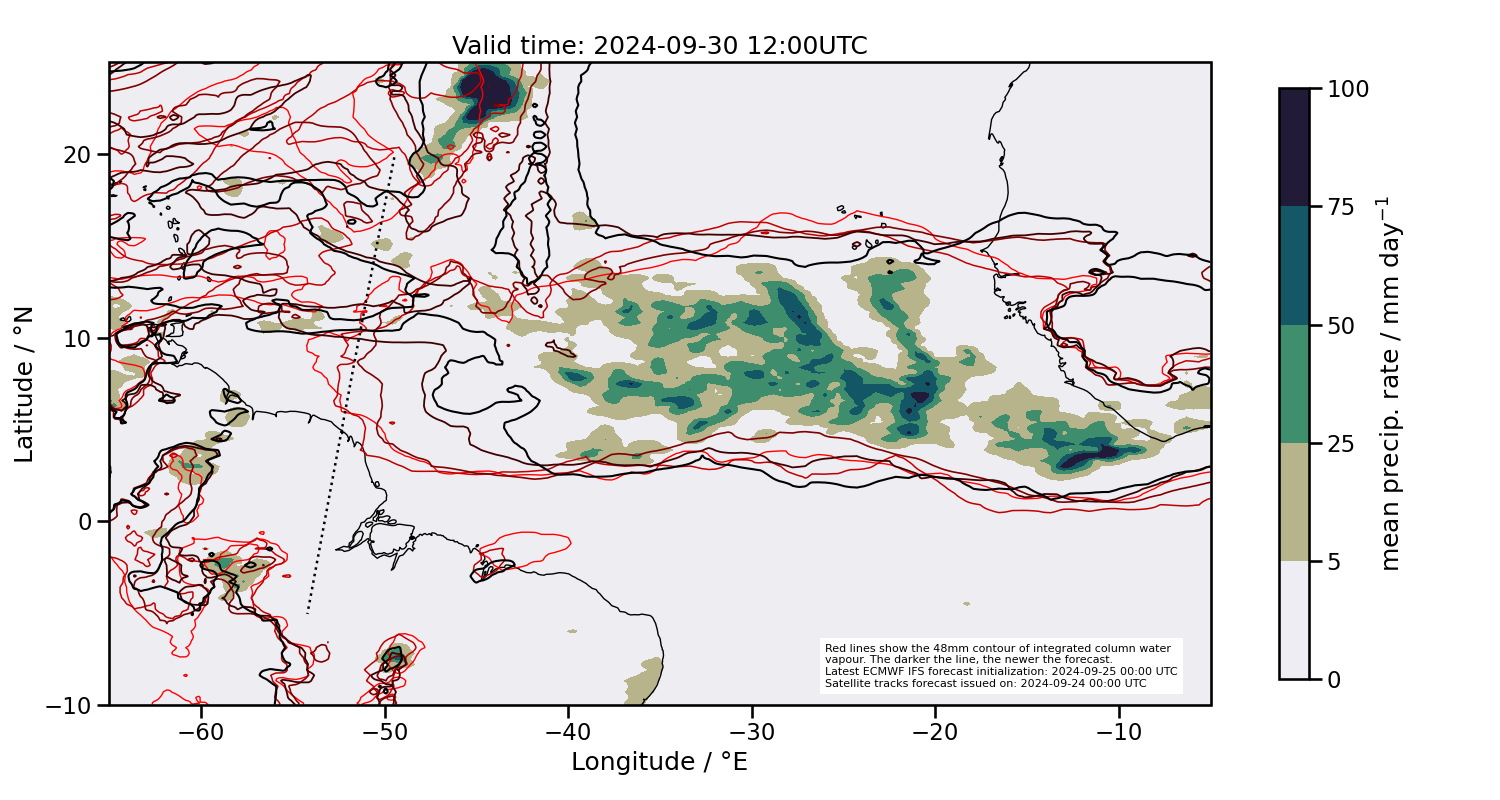 Valid time: 2024-09-30 12:00UTC
20
10
0
−10
Latitude / °N
−60
−50
−40
−30
−20
−10
Longitude / °E
Red lines show the 48mm contour of integrated column water
vapour. The darker the line, the newer the forecast.
Latest ECMWF IFS forecast initialization: 2024-09-25 00:00 UTC
Satellite tracks forecast issued on: 2024-09-24 00:00 UTC
100
75
50
25
5
0
mean precip. rate / mm day⁻¹